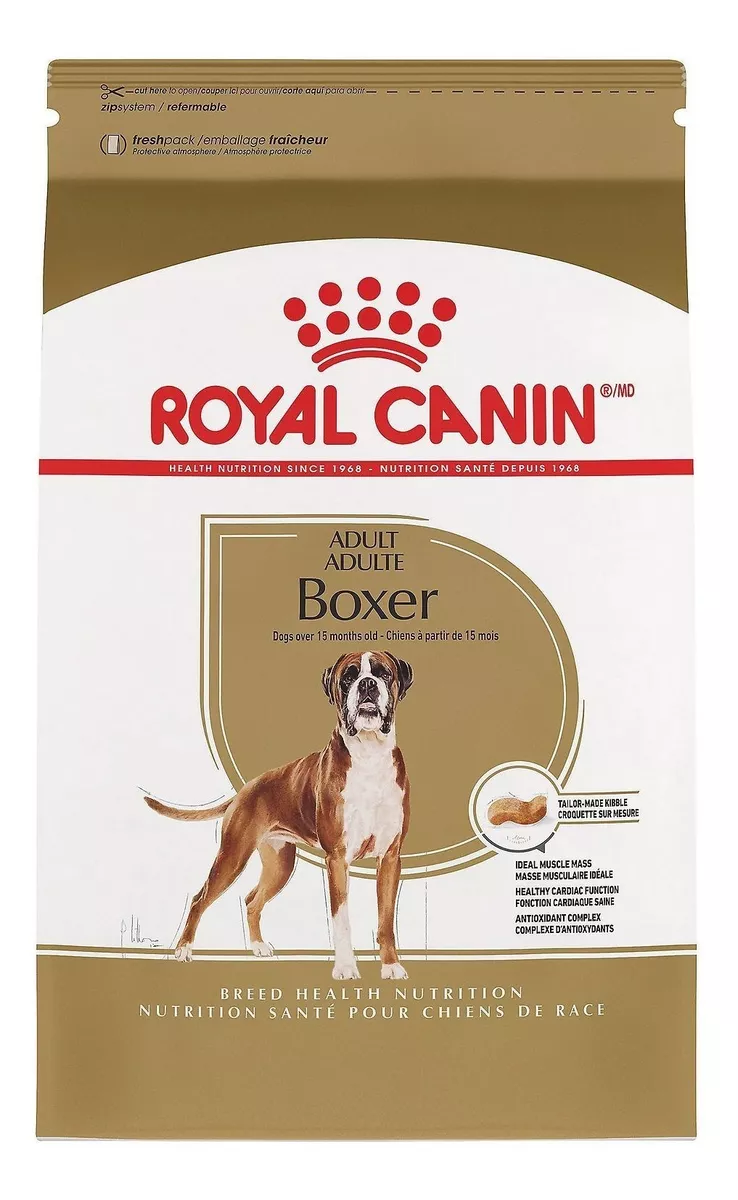 cut here to open/couper ici pour ouvrir/corte aquí para abrir
zipsystem / refermable
freshpack / emballage fraîcheur
Protective atmosphere / Atmosphère protectrice
ROYAL CANIN®/MD
HEALTH NUTRITION SINCE 1968 - NUTRITION SANTÉ DEPUIS 1968
ADULT
ADULTE
Boxer
Dogs over 15 months old - Chiens à partir de 15 mois
TAILOR-MADE KIBBLE
CROQUETTE SUR MESURE
IDEAL MUSCLE MASS
MASSE MUSCULAIRE IDÉALE
HEALTHY CARDIAC FUNCTION
FONCTION CARDIAQUE SAINE
ANTIOXIDANT COMPLEX
COMPLEXE D'ANTIOXYDANTS
BREED HEALTH NUTRITION
NUTRITION SANTÉ POUR CHIENS DE RACE